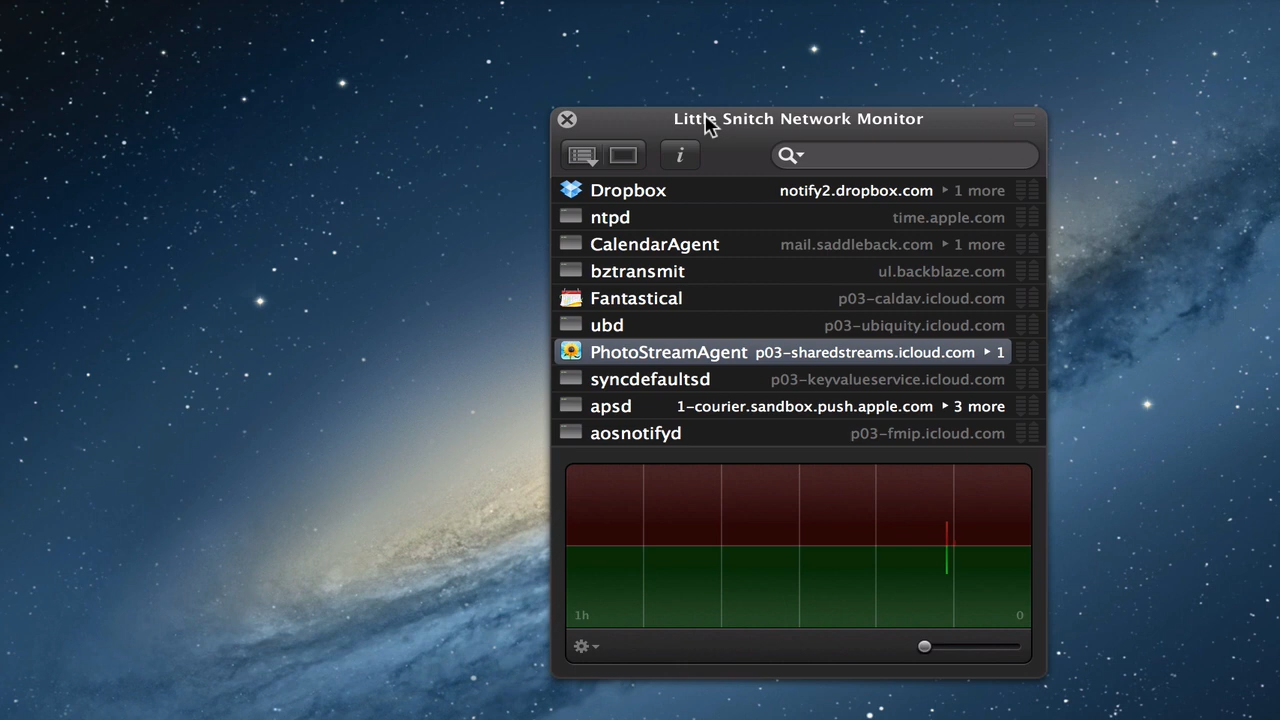 Little Snitch Network Monitor
i
Dropbox notify2.dropbox.com 1 more
ntpd time.apple.com
CalendarAgent mail.saddleback.com 1 more
bztransmit ul.backblaze.com
Fantastical p03-caldav.icloud.com
ubd p03-ubiquity.icloud.com
PhotoStreamAgent p03-sharedstreams.icloud.com 1
syncdefaultsd p03-keyvalueservice.icloud.com
apsd 1-courier.sandbox.push.apple.com 3 more
aosnotifyd p03-fmip.icloud.com
1h 0